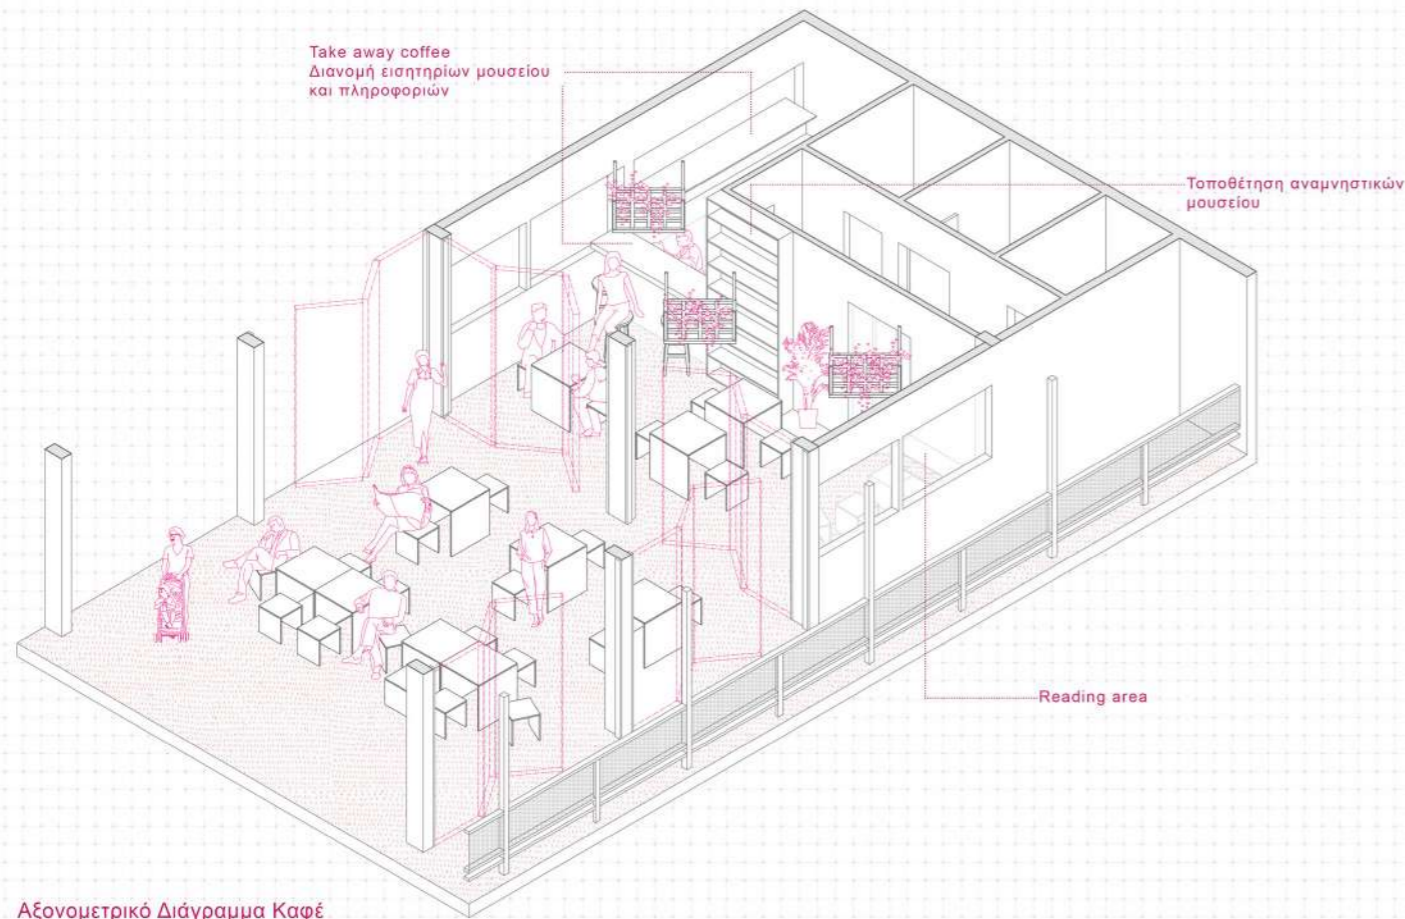 Take away coffee
Διανομή εισητηρίων μουσείου
και πληροφοριών
Τοποθέτηση αναμνηστικών
μουσείου
Reading area
Αξονομετρικό Διάγραμμα Καφέ